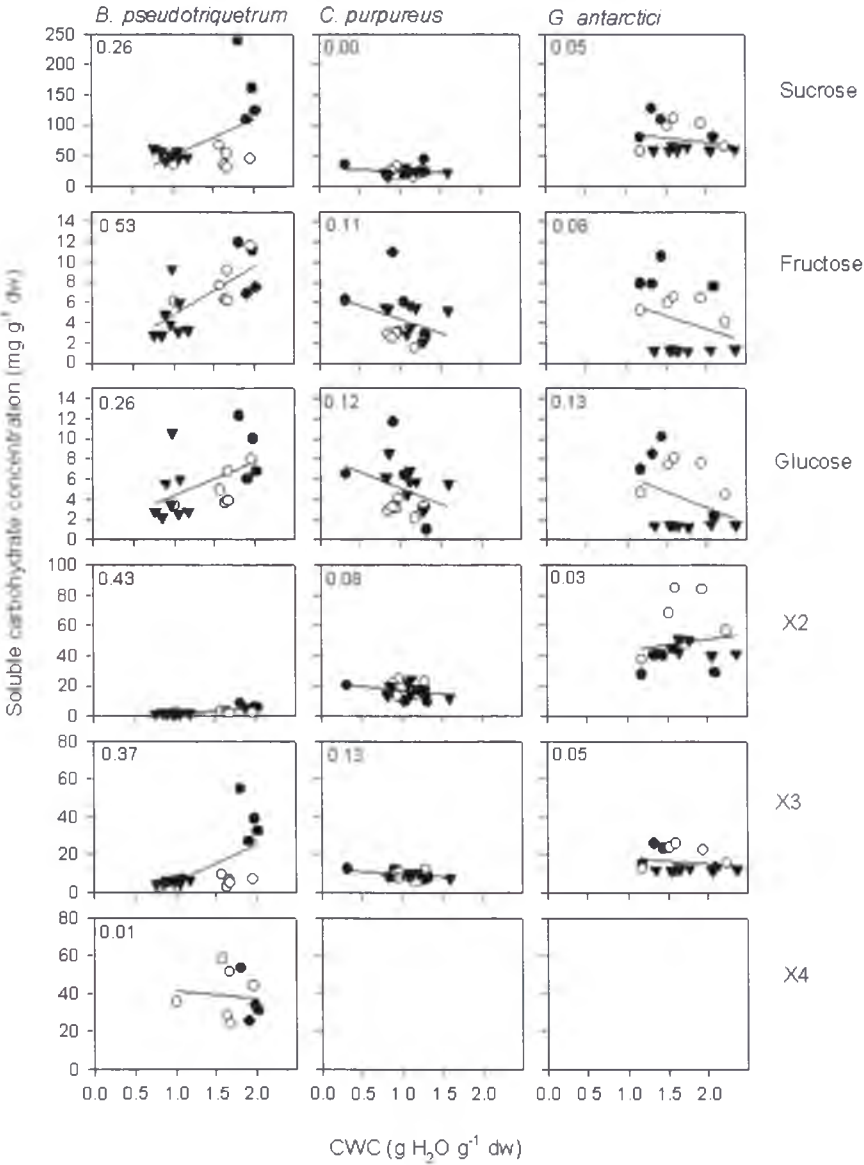 B. pseudotriquetrum C. purpureus G antarctici
0.26 0.00 0.05
250
200
150
100
50
0
Sucrose
0 53 0.11 0.08
14
12
10
8
6
4
2
0
Fructose
0.26 0.12 0.13
14
12
10
8
6
4
2
0
Glucose
0.43 0.08 0.03
100
80
60
40
20
0
X2
0.37 0.13 0.05
80
60
40
20
0
X3
0.01
80
60
40
20
0
X4
0.0 0.5 1.0 1.5 2.0 0.0 0.5 1.0 1.5 2.0 0.0 0 5 1.0 1.5 2.0
Soluble carbohydrate concentration (mg g⁻¹ dw)
CWC (g H₂O g⁻¹ dw)